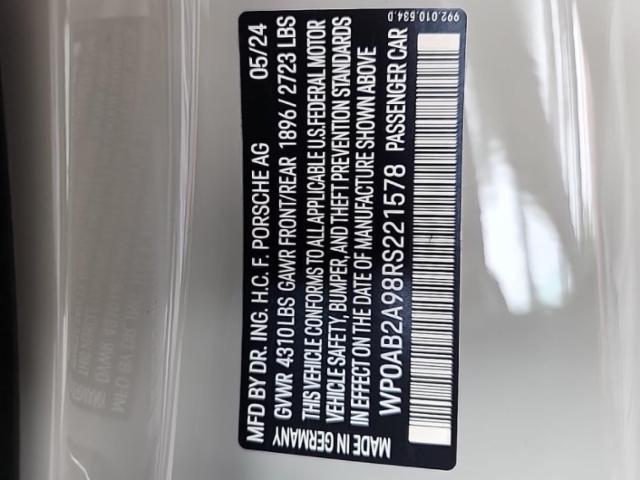 992.010.534.D
MFD BY DR. ING. H.C. F. PORSCHE AG 05/24
GVWR 4310 LBS GAWR FRONT/REAR 1896/2723 LBS
THIS VEHICLE CONFORMS TO ALL APPLICABLE U.S. FEDERAL MOTOR
VEHICLE SAFETY, BUMPER, AND THEFT PREVENTION STANDARDS
IN EFFECT ON THE DATE OF MANUFACTURE SHOWN ABOVE
MADE IN GERMANY WP0AB2A98RS221578 PASSENGER CAR